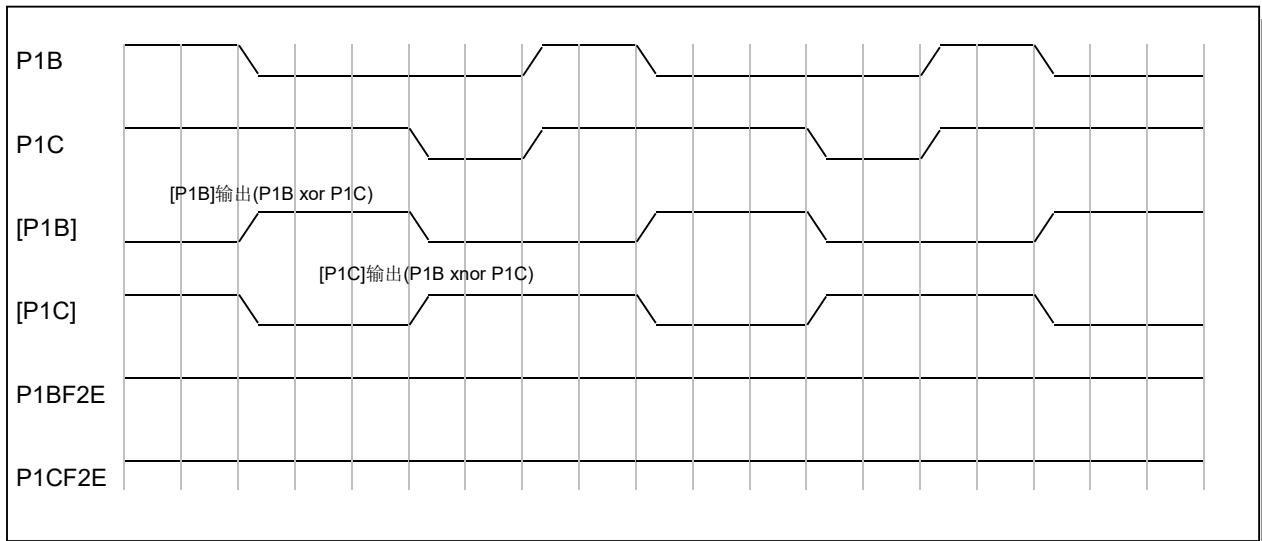 P1B
P1C
[P1B]输出(P1B xor P1C)
[P1B]
[P1C]输出(P1B xnor P1C)
[P1C]
P1BF2E
P1CF2E